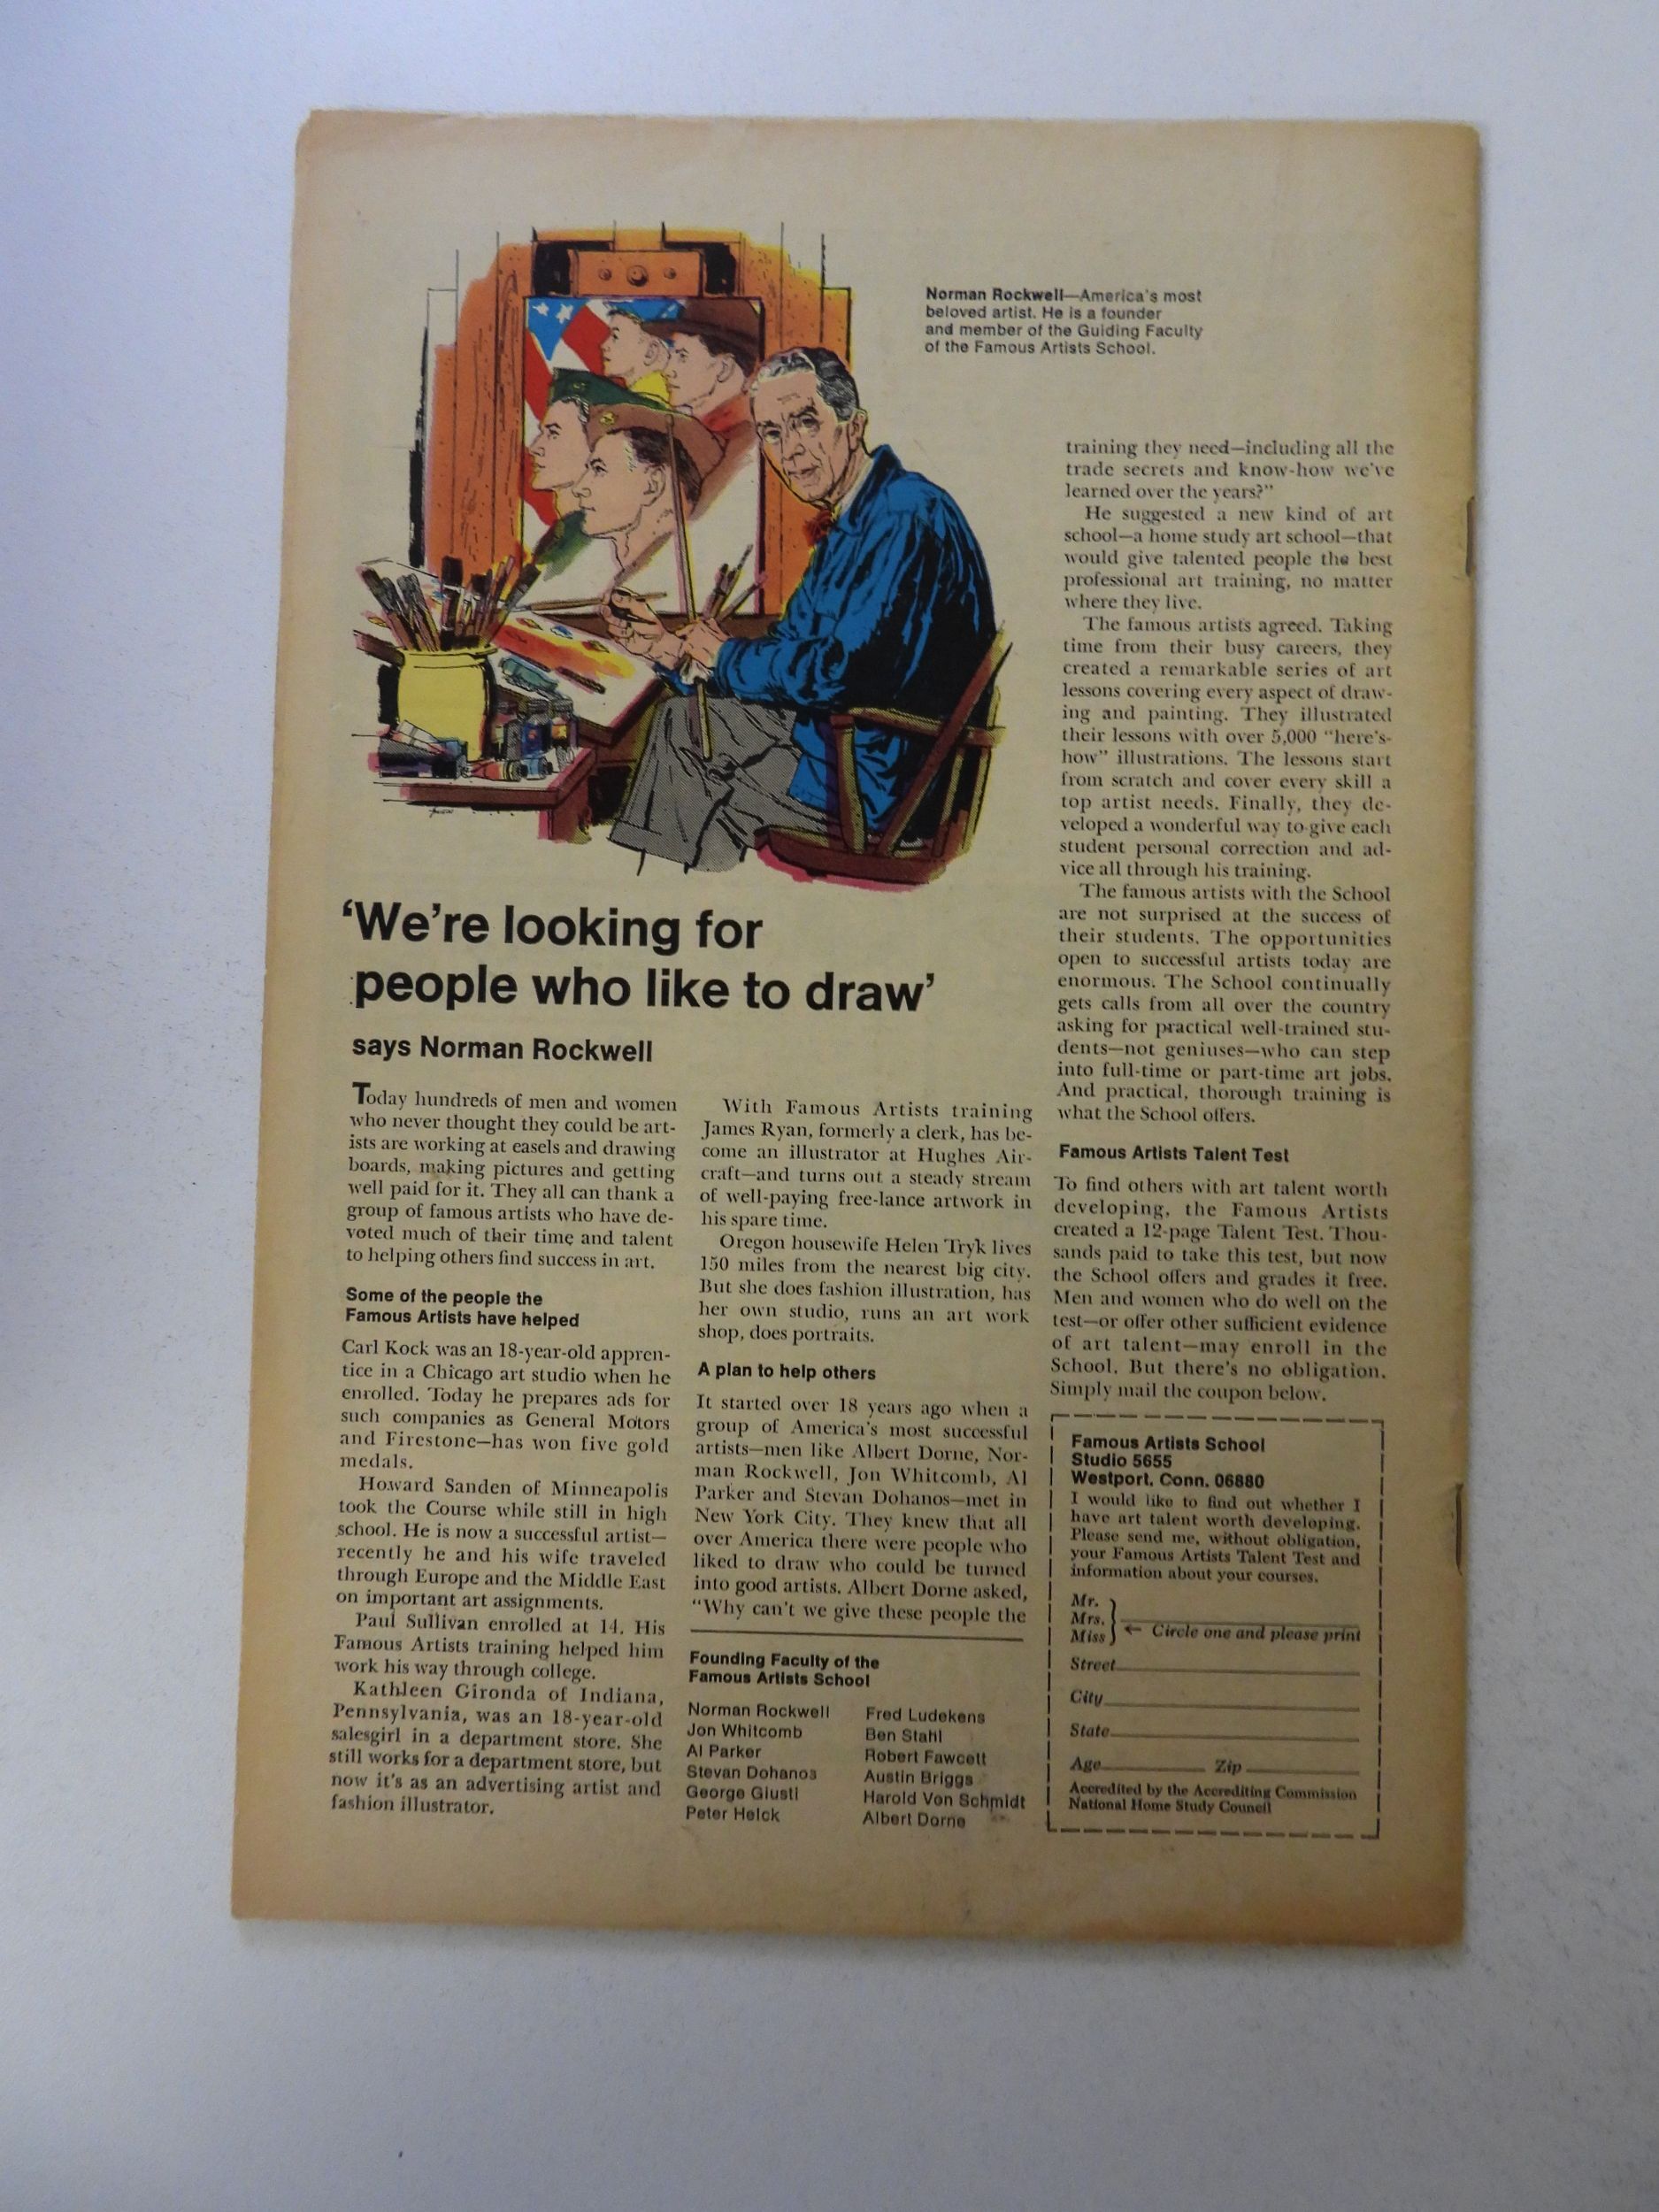 Norman Rockwell—America's most
beloved artist. He is a founder
and member of the Guiding Faculty
of the Famous Artists School.
'We're looking for
people who like to draw'
says Norman Rockwell
Today hundreds of men and women
who never thought they could be art-
ists are working at easels and drawing
boards, making pictures and getting
well paid for it. They all can thank a
group of famous artists who have de-
voted much of their time and talent
to helping others find success in art.
Some of the people the
Famous Artists have helped
Carl Kock was an 18-year-old appren-
tice in a Chicago art studio when he
enrolled. Today he prepares ads for
such companies as General Motors
and Firestone—has won five gold
medals.
Howard Sanden of Minneapolis
took the Course while still in high
school. He is now a successful artist—
recently he and his wife traveled
through Europe and the Middle East
on important art assignments.
Paul Sullivan enrolled at 14. His
Famous Artists training helped him
work his way through college.
Kathleen Gironda of Indiana,
Pennsylvania, was an 18-year-old
salesgirl in a department store. She
still works for a department store, but
now it's as an advertising artist and
fashion illustrator.
With Famous Artists training
James Ryan, formerly a clerk, has be-
come an illustrator at Hughes Air-
craft—and turns out a steady stream
of well-paying free-lance artwork in
his spare time.
Oregon housewife Helen Tryk lives
150 miles from the nearest big city.
But she does fashion illustration, has
her own studio, runs an art work
shop, does portraits.
A plan to help others
It started over 18 years ago when a
group of America's most successful
artists—men like Albert Dorne, Nor-
man Rockwell, Jon Whitcomb, Al
Parker and Stevan Dohanos—met in
New York City. They knew that all
over America there were people who
liked to draw who could be turned
into good artists. Albert Dorne asked,
"Why can't we give these people the
Founding Faculty of the
Famous Artists School
Norman Rockwell
Jon Whitcomb
Al Parker
Stevan Dohanos
George Giusti
Peter Helck
Fred Ludekens
Ben Stahl
Robert Fawcett
Austin Briggs
Harold Von Schmidt
Albert Dorne
training they need—including all the
trade secrets and know-how we've
learned over the years?"
He suggested a new kind of art
school—a home study art school—that
would give talented people the best
professional art training, no matter
where they live.
The famous artists agreed. Taking
time from their busy careers, they
created a remarkable series of art
lessons covering every aspect of draw-
ing and painting. They illustrated
their lessons with over 5,000 "here's-
how" illustrations. The lessons start
from scratch and cover every skill a
top artist needs. Finally, they de-
veloped a wonderful way to give each
student personal correction and ad-
vice all through his training.
The famous artists with the School
are not surprised at the success of
their students. The opportunities
open to successful artists today are
enormous. The School continually
gets calls from all over the country
asking for practical well-trained stu-
dents—not geniuses—who can step
into full-time or part-time art jobs.
And practical, thorough training is
what the School offers.
Famous Artists Talent Test
To find others with art talent worth
developing, the Famous Artists
created a 12-page Talent Test. Thou-
sands paid to take this test, but now
the School offers and grades it free.
Men and women who do well on the
test—or offer other sufficient evidence
of art talent—may enroll in the
School. But there's no obligation.
Simply mail the coupon below.
Famous Artists School
Studio 5655
Westport, Conn. 06880
I would like to find out whether I
have art talent worth developing.
Please send me, without obligation,
your Famous Artists Talent Test and
information about your courses.
Mr.
Mrs.
Miss
← Circle one and please print
Street
City
State
Age Zip
Accredited by the Accrediting Commission
National Home Study Council